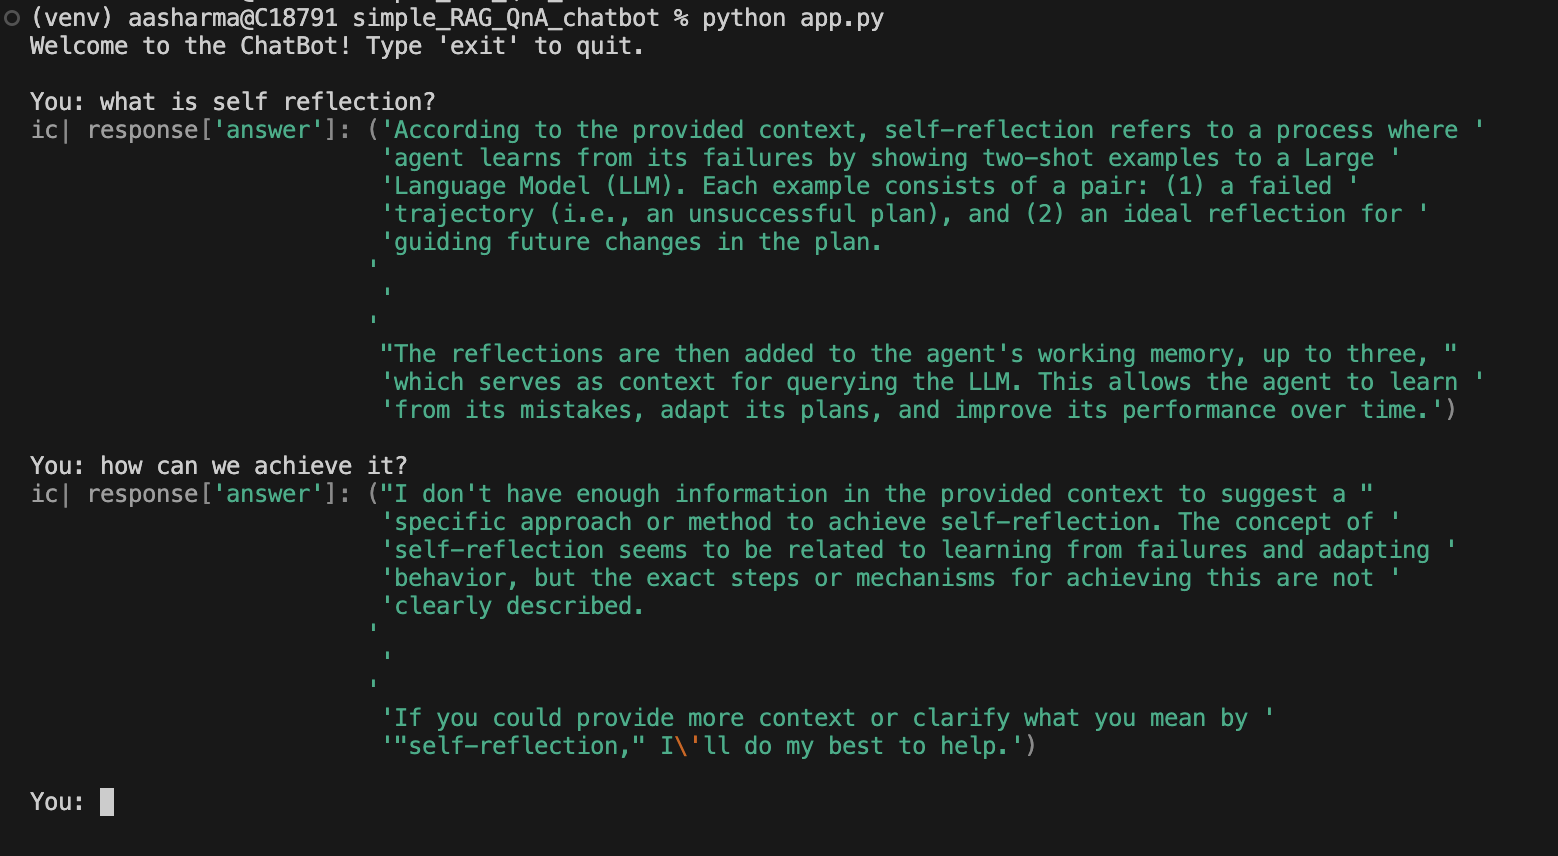 (venv) aasharma@C18791 simple_RAG_QnA_chatbot % python app.py
Welcome to the ChatBot! Type 'exit' to quit.
You: what is self reflection?
ic| response['answer']: ('According to the provided context, self-reflection refers to a process where '
'agent learns from its failures by showing two-shot examples to a Large '
'Language Model (LLM). Each example consists of a pair: (1) a failed '
'trajectory (i.e., an unsuccessful plan), and (2) an ideal reflection for '
'guiding future changes in the plan.
'
'
'
"The reflections are then added to the agent's working memory, up to three, "
'which serves as context for querying the LLM. This allows the agent to learn '
'from its mistakes, adapt its plans, and improve its performance over time.')
You: how can we achieve it?
ic| response['answer']: ("I don't have enough information in the provided context to suggest a "
'specific approach or method to achieve self-reflection. The concept of '
'self-reflection seems to be related to learning from failures and adapting '
'behavior, but the exact steps or mechanisms for achieving this are not '
'clearly described.
'
'
'
'If you could provide more context or clarify what you mean by '
'"self-reflection," I\'ll do my best to help.')
You: